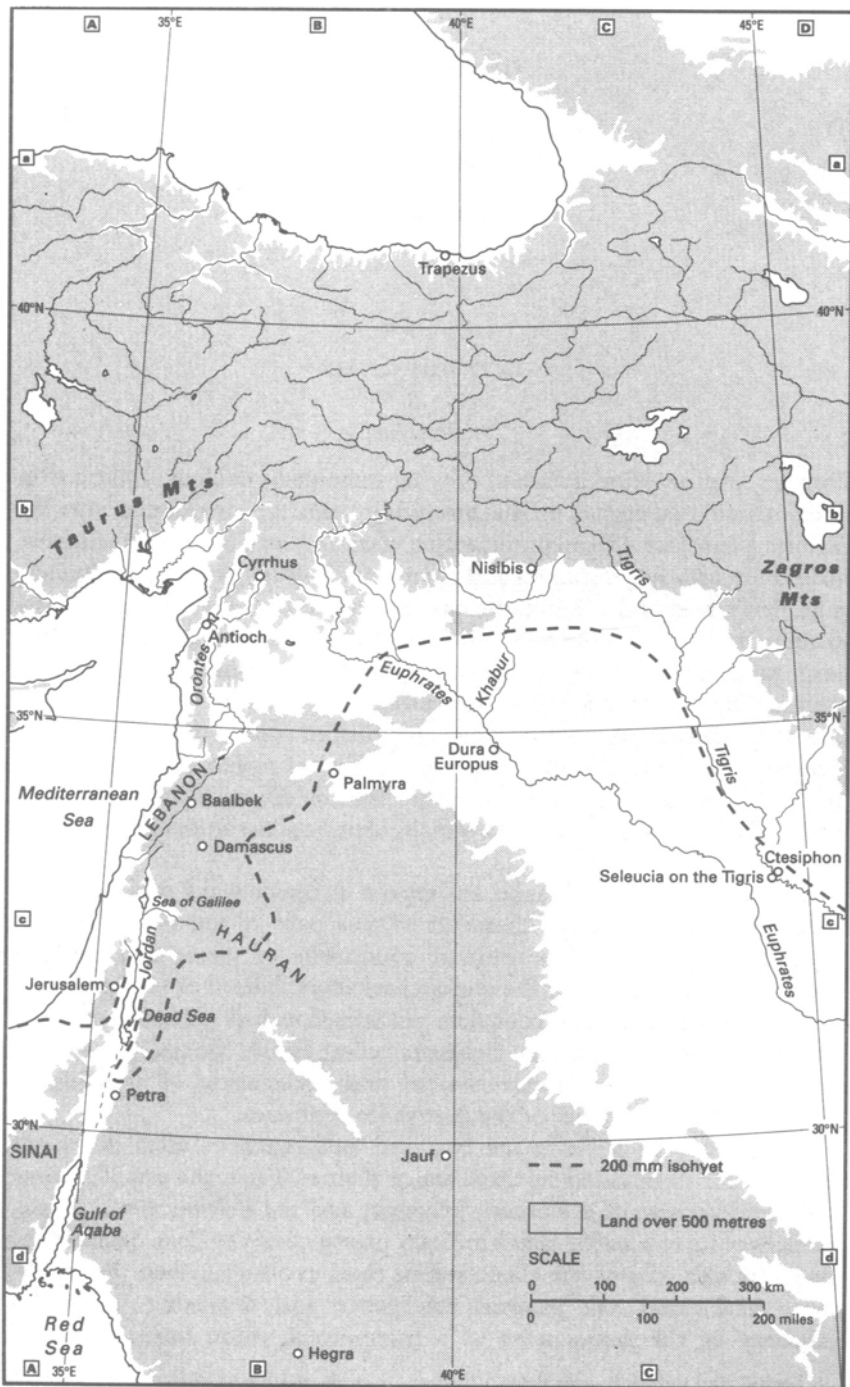 A
35°E
B
40°E
C
45°E
D
a
a
Trapezus
40°N
40°N
Taurus Mts
b
b
Cyrrhus
Nisibis
Tigris
Zagros
Mts
Antioch
Orontes
Euphrates
Khabur
35°N
35°N
Dura
Europus
Tigris
Palmyra
Mediterranean
Sea
LEBANON
Baalbek
Damascus
Ctesiphon
Seleucia on the Tigris
c
Sea of Galilee
c
HAURAN
Jordan
Euphrates
Jerusalem
Dead Sea
Petra
30°N
30°N
SINAI
Jauf
200 mm isohyet
Gulf of
Aqaba
Land over 500 metres
d
SCALE
d
0 100 200 300 km
0 100 200 miles
Red
Sea
Hegra
A
35°E
B
40°E
C